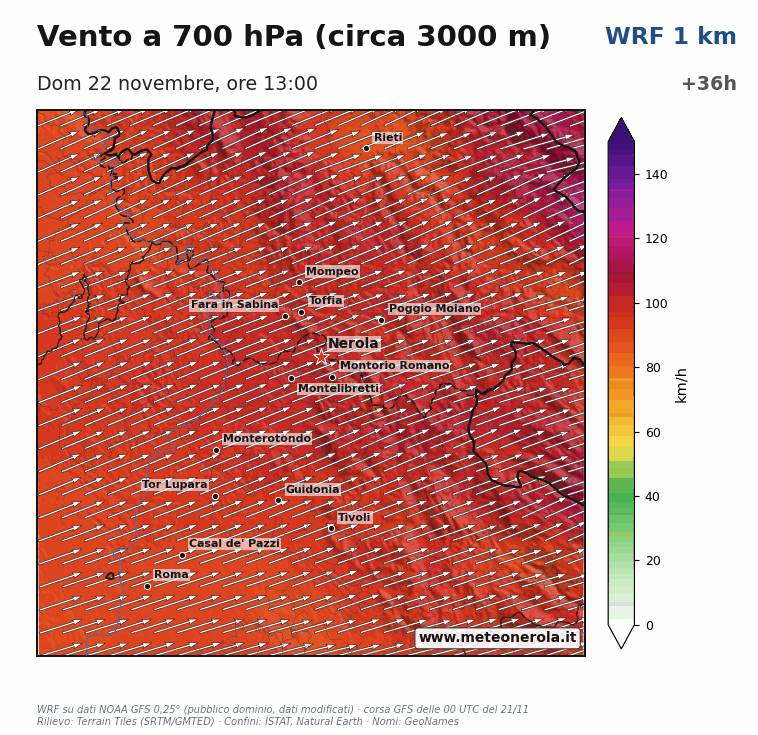 Vento a 700 hPa (circa 3000 m)
WRF 1 km
Dom 22 novembre, ore 13:00
+36h
Rieti
Mompeo
Fara in Sabina
Toffia
Poggio Moiano
Nerola
Montorio Romano
Montelibretti
Monterotondo
Tor Lupara
Guidonia
Tivoli
Casal de' Pazzi
Roma
www.meteonerola.it
140
120
100
80
60
40
20
0
km/h
WRF su dati NOAA GFS 0,25° (pubblico dominio, dati modificati) · corsa GFS delle 00 UTC del 21/11
Rilievo: Terrain Tiles (SRTM/GMTED) · Confini: ISTAT, Natural Earth · Nomi: GeoNames